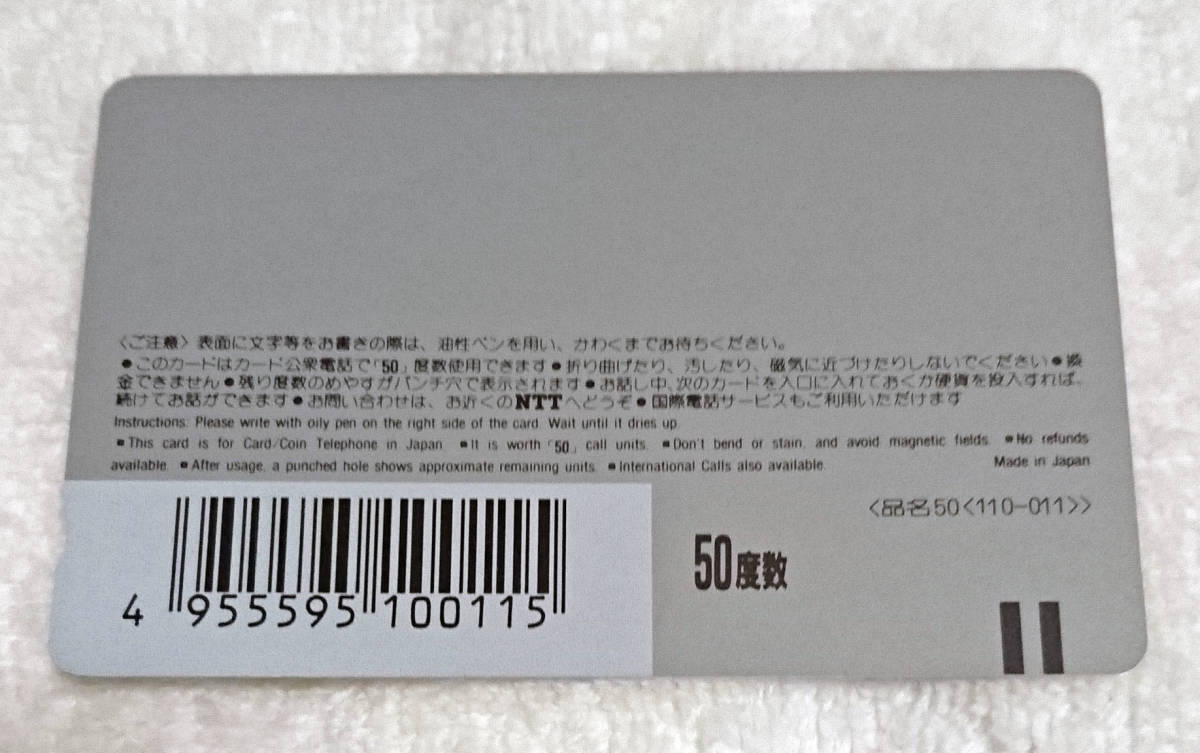 〈ご注意〉表面に文字等をお書きの際は、油性ペンを用い、かわくまでお待ちください。
●このカードはカード公衆電話で「50」度数使用できます●折り曲げたり、汚したり、磁気に近づけたりしないでください●換
金できません●残り度数のめやすがパンチ穴で表示されます●お話し中、次のカードを入口に入れておくか硬貨を投入すれば、
続けてお話ができます●お問い合わせは、お近くのNTTへどうぞ●国際電話サービスもご利用いただけます
Instructions: Please write with oily pen on the right side of the card. Wait until it dries up.
●This card is for Card/Coin Telephone in Japan. ●It is worth「50」call units. ●Don't bend or stain, and avoid magnetic fields. ●No refunds
available. ●After usage, a punched hole shows approximate remaining units. ●International Calls also available. Made in Japan
〈品名50〈110-011〉〉
50度数
4 955595 100115